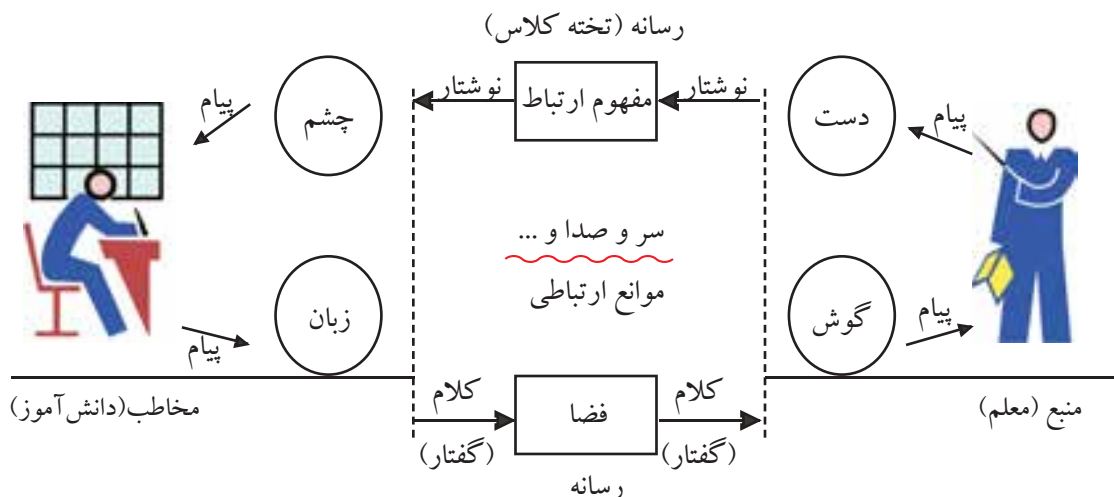 رسانه (تخته کلاس)
پیام
دست
نوشتار
مفهوم ارتباط
نوشتار
چشم
پیام
سر و صدا و ...
موانع ارتباطی
پیام
گوش
زبان
پیام
منبع (معلم)
کلام
(گفتار)
فضا
کلام
(گفتار)
مخاطب(دانش‌آموز)
رسانه